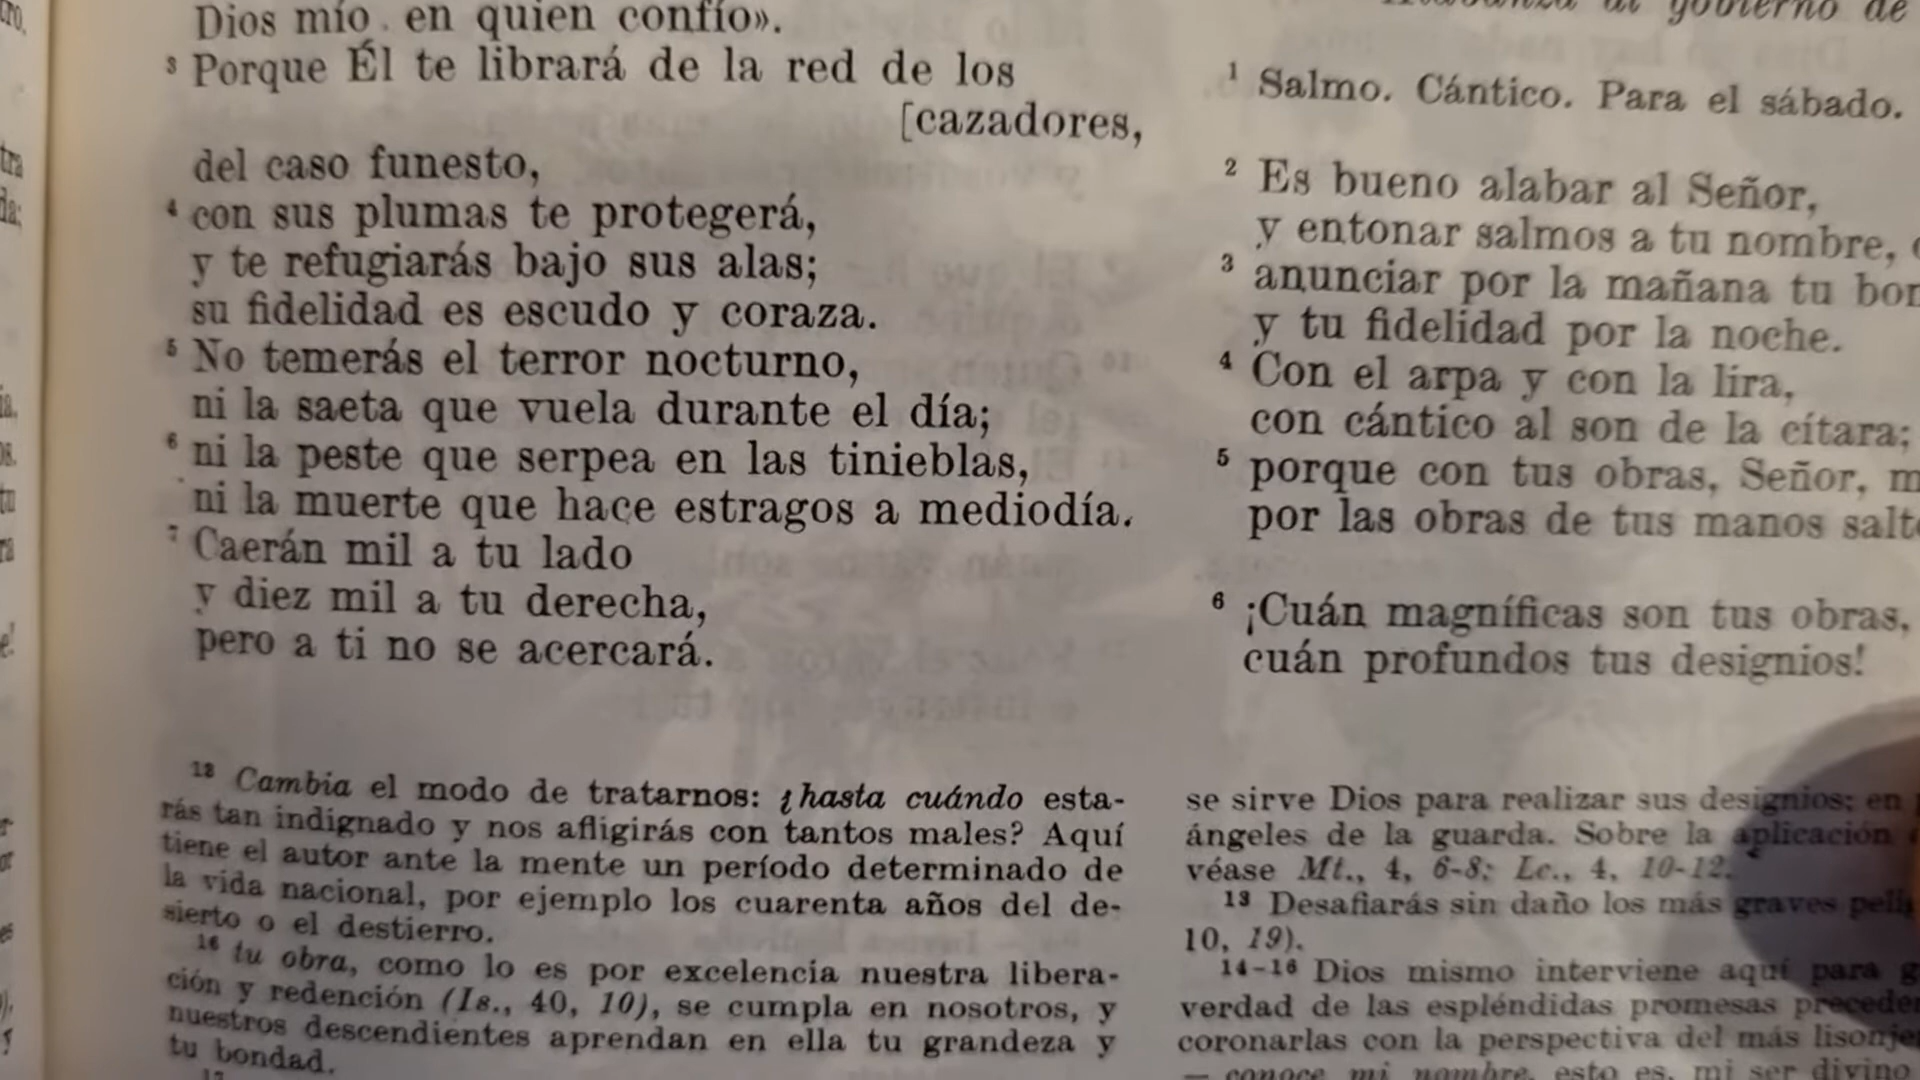 Dios mío en quien confío».
3 Porque Él te librará de la red de los
[cazadores,
del caso funesto,
4 con sus plumas te protegerá,
y te refugiarás bajo sus alas;
su fidelidad es escudo y coraza.
5 No temerás el terror nocturno,
ni la saeta que vuela durante el día;
6 ni la peste que serpea en las tinieblas,
ni la muerte que hace estragos a mediodía.
7 Caerán mil a tu lado
y diez mil a tu derecha,
pero a ti no se acercará.
12 Cambia el modo de tratarnos: ¿hasta cuándo esta-
rás tan indignado y nos afligirás con tantos males? Aquí
tiene el autor ante la mente un período determinado de
la vida nacional, por ejemplo los cuarenta años del de-
sierto o el destierro.
16 tu obra, como lo es por excelencia nuestra libera-
ción y redención (Is., 40, 10), se cumpla en nosotros, y
nuestros descendientes aprendan en ella tu grandeza y
tu bondad.
17
al gobierno de
1 Salmo. Cántico. Para el sábado.
2 Es bueno alabar al Señor,
y entonar salmos a tu nombre,
3 anunciar por la mañana tu
y tu fidelidad por la noche.
4 Con el arpa y con la lira,
con cántico al son de la cítara;
5 porque con tus obras, Señor,
por las obras de tus manos
6 ¡Cuán magníficas son tus obras,
cuán profundos tus designios!
se sirve Dios para realizar sus designios; en
ángeles de la guarda. Sobre la aplicación
véase Mt., 4, 6-8; Lc., 4, 10-12.
13 Desafiarás sin daño los más graves
10, 19).
14-16 Dios mismo interviene aquí para
verdad de las espléndidas promesas
coronarlas con la perspectiva del más
— conoce mi nombre, esto es, mi ser divino